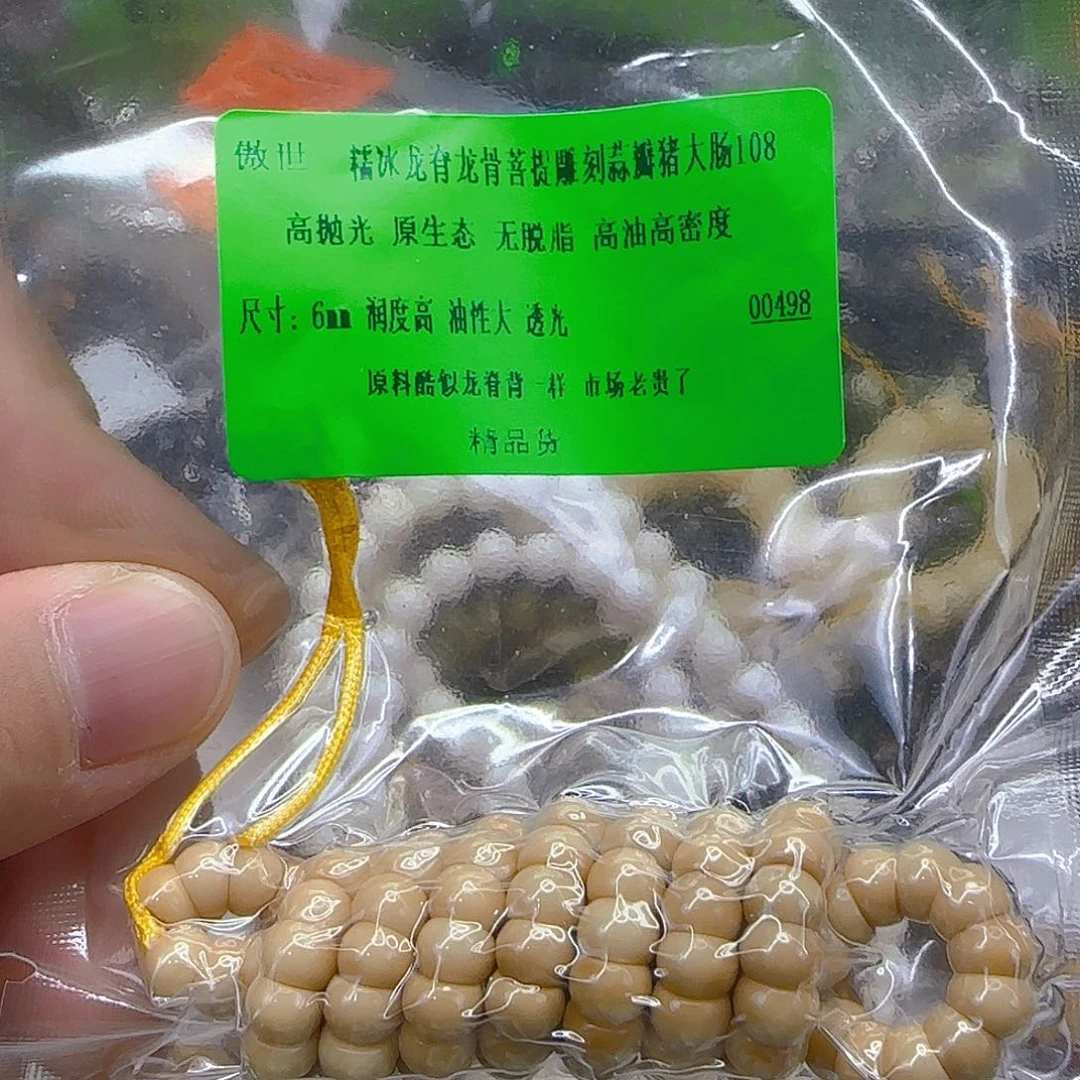 傲世 糯冰龙脊龙骨菩提雕刻蒜瓣猪大肠108
高抛光 原生态 无脱脂 高油高密度
尺寸: 6mm 润度高 油性大 透光 00498
原料酷似龙脊背一样 市场老贵了
精品货